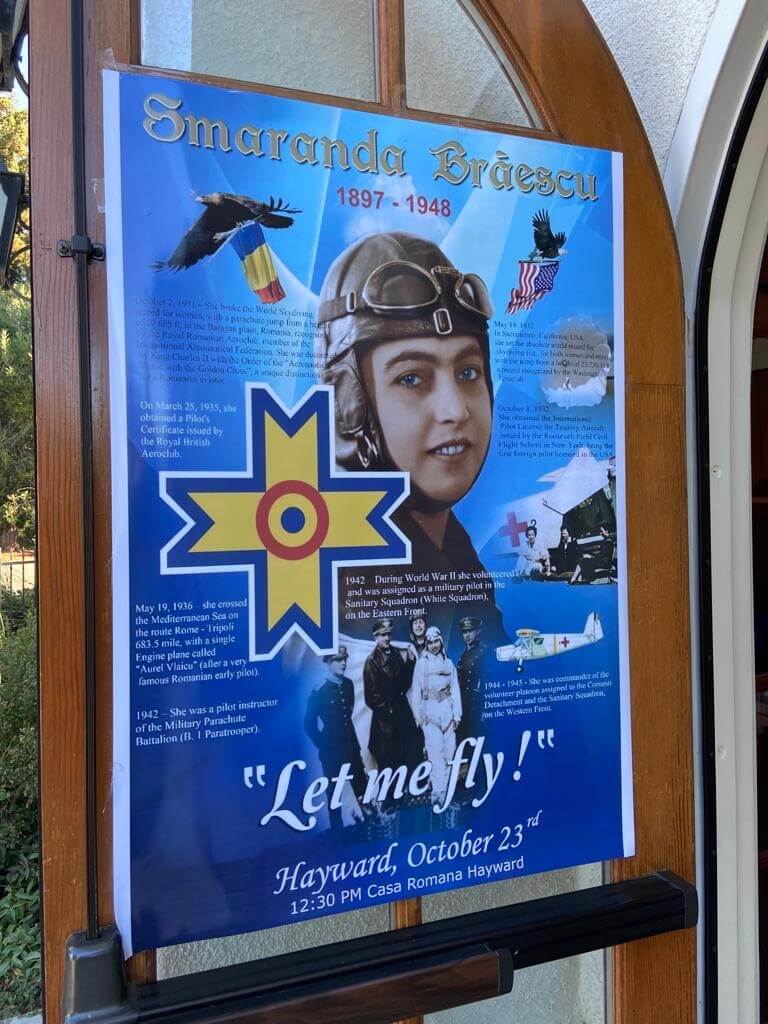 Smaranda Brăescu
1897 - 1948
October 2, 1931 – She broke the World Skydiving
record for women, with a parachute jump from a height
of 19,685 ft, in the Baragan plain, Romania, recognized
by the Royal Romanian Aeroclub, member of the
International Aeronautical Federation. She was decorated
by King Charles II with the Order of the "Aeronautic
with the Golden Cross", a unique distinction
Romanian aviator.
May 19, 1932
In Sacramento, California, USA,
she set the absolute world record for
skydiving (i.e., for both women and men)
with the jump from a height of 23,730
a record recognized by the Washington
Aeroclub.
On March 25, 1935, she
obtained a Pilot's
Certificate issued by
the Royal British
Aeroclub.
October 8, 1932
She obtained the International
Pilot License for Touring Aircraft
issued by the Roosevelt Field Civil
Flight School in New York, being the
first foreign pilot licensed in the USA
1942 During World War II she volunteered
and was assigned as a military pilot in the
Sanitary Squadron (White Squadron),
on the Eastern Front.
May 19, 1936 – she crossed
the Mediterranean Sea on
the route Rome - Tripoli
683.5 mile, with a single
Engine plane called
"Aurel Vlaicu" (after a very
famous Romanian early pilot).
1944 - 1945 - She was commander of the
volunteer platoon assigned to the
Detachment and the Sanitary Squadron,
on the Western Front.
1942 – She was a pilot instructor
of the Military Parachute
Battalion (B. 1 Paratrooper).
"Let me fly!"
Hayward, October 23rd
12:30 PM Casa Romana Hayward